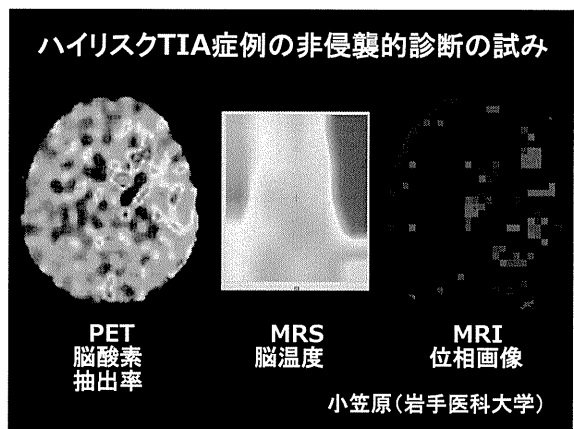 ハイリスクTIA症例の非侵襲的診断の試み
PET
脳酸素
抽出率
MRS
脳温度
MRI
位相画像
小笠原(岩手医科大学)